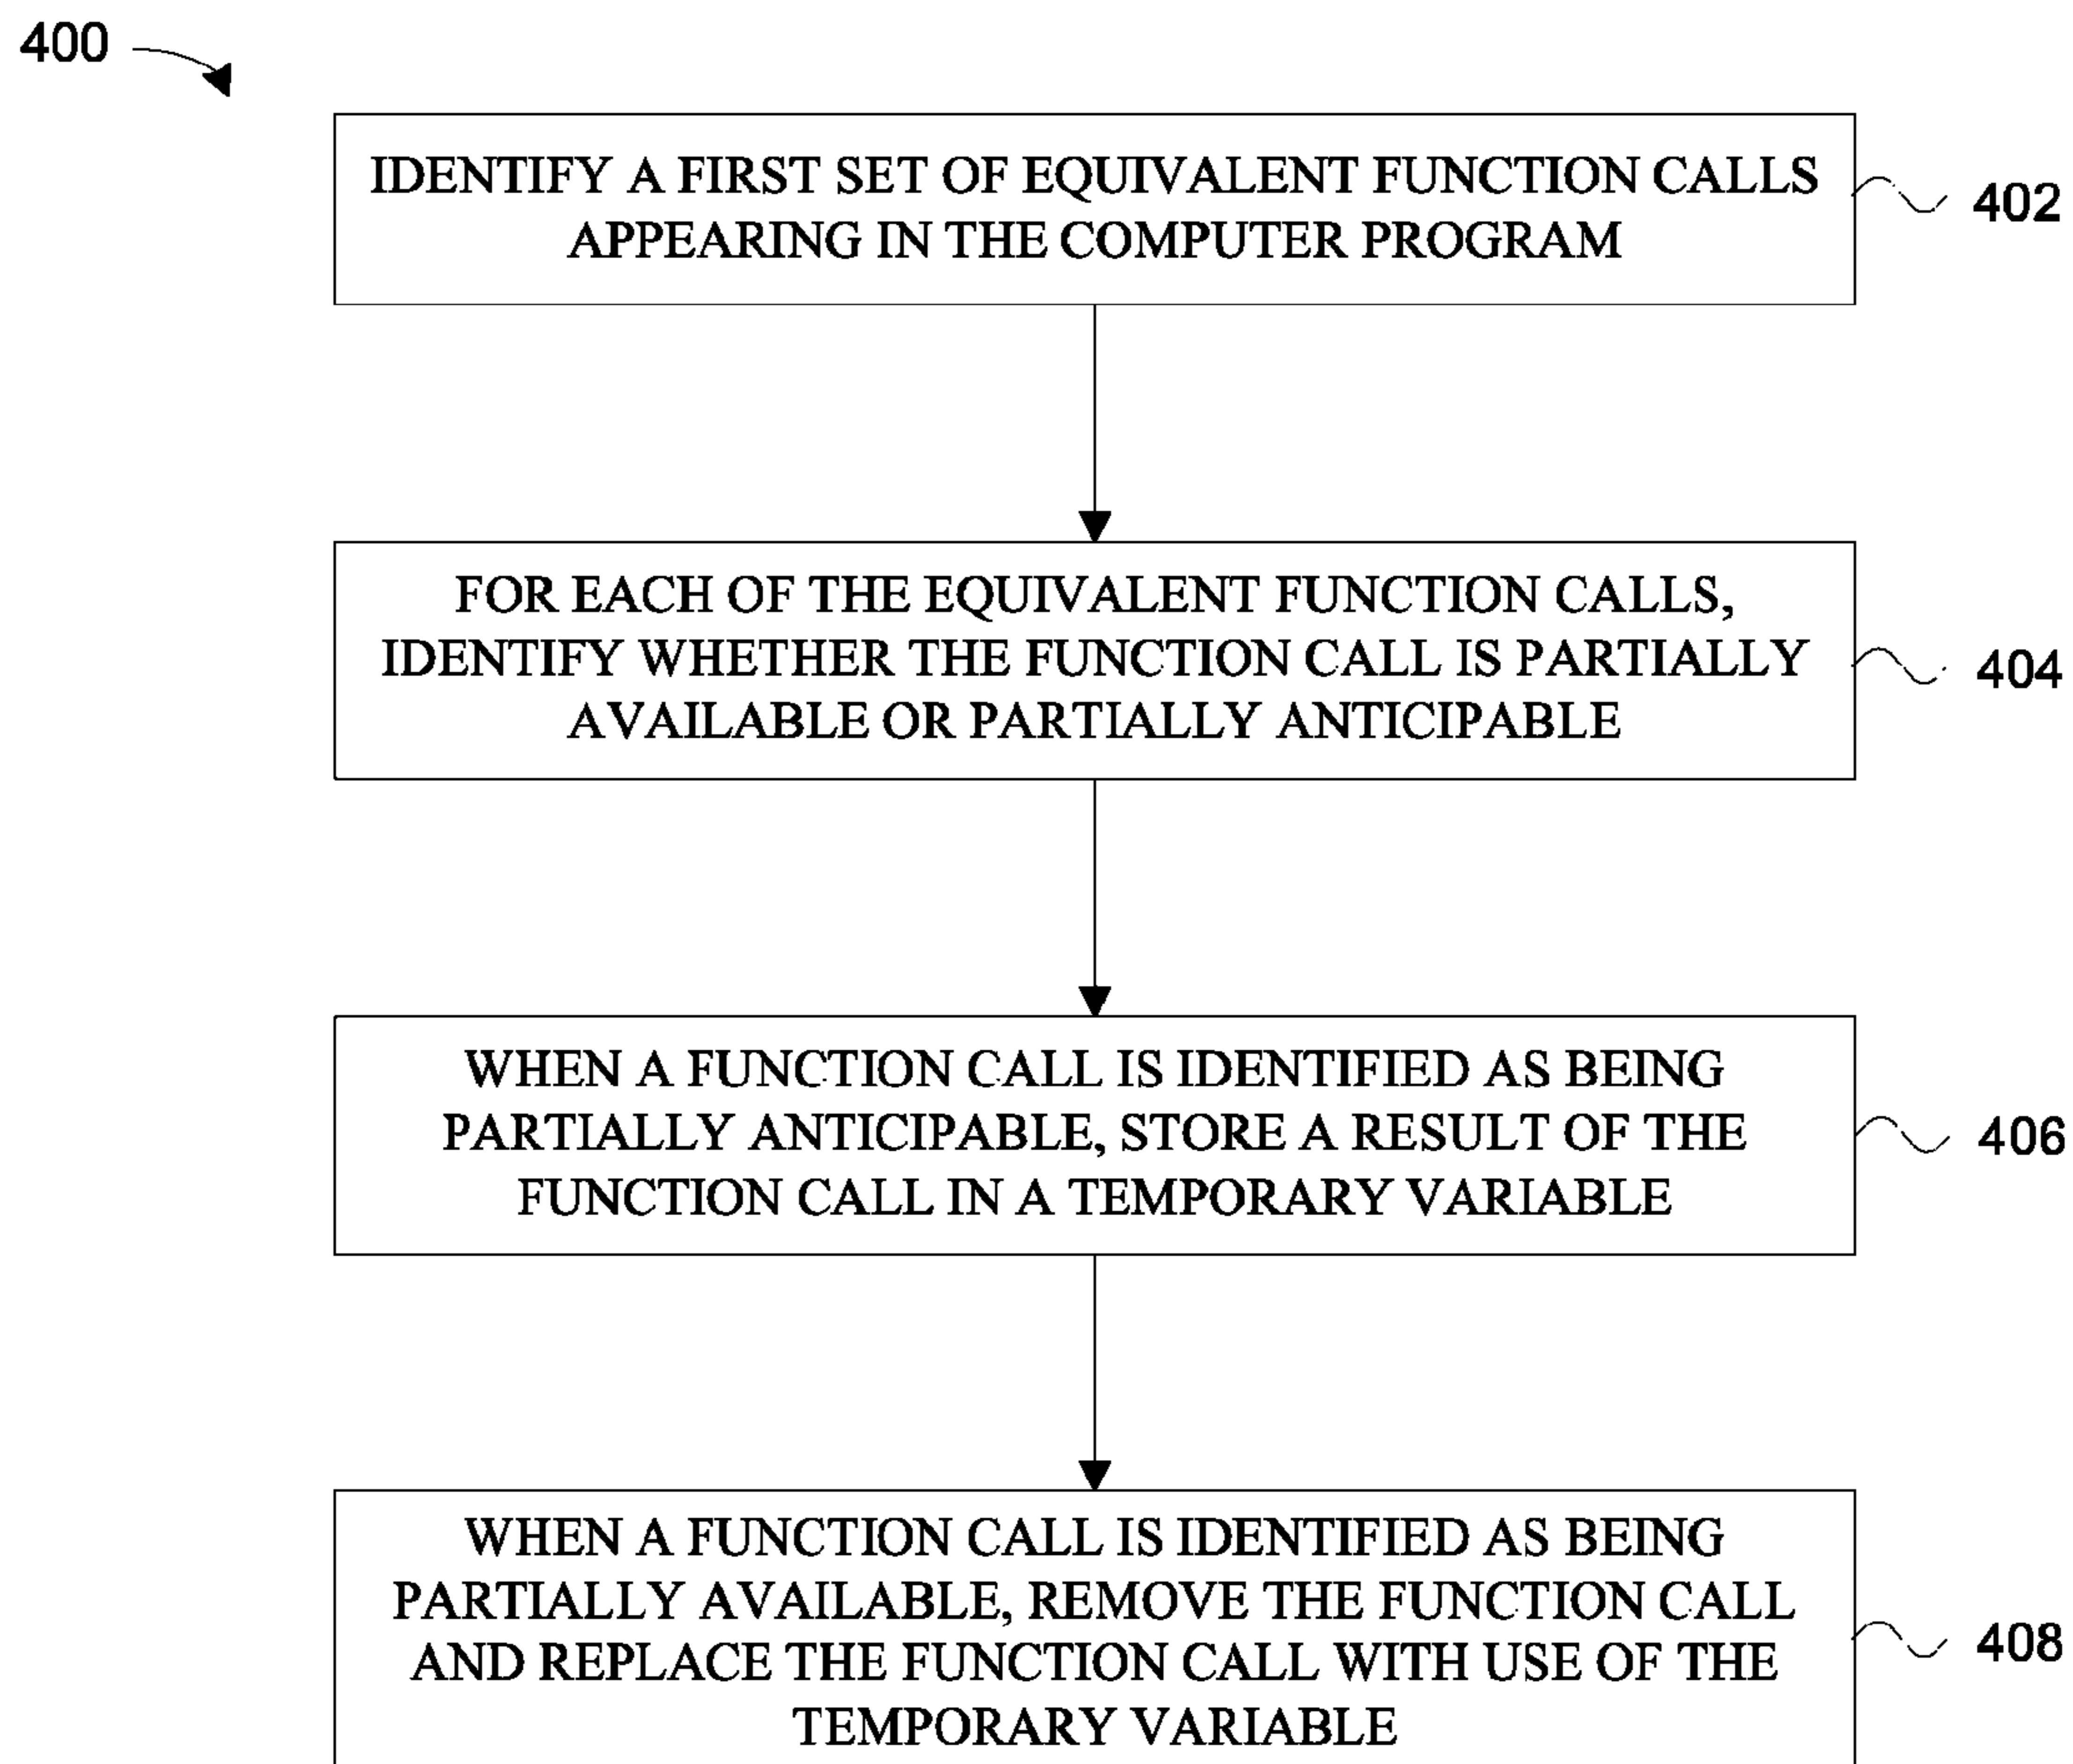 400
IDENTIFY A FIRST SET OF EQUIVALENT FUNCTION CALLS
APPEARING IN THE COMPUTER PROGRAM
402
FOR EACH OF THE EQUIVALENT FUNCTION CALLS,
IDENTIFY WHETHER THE FUNCTION CALL IS PARTIALLY
AVAILABLE OR PARTIALLY ANTICIPABLE
404
WHEN A FUNCTION CALL IS IDENTIFIED AS BEING
PARTIALLY ANTICIPABLE, STORE A RESULT OF THE
FUNCTION CALL IN A TEMPORARY VARIABLE
406
WHEN A FUNCTION CALL IS IDENTIFIED AS BEING
PARTIALLY AVAILABLE, REMOVE THE FUNCTION CALL
AND REPLACE THE FUNCTION CALL WITH USE OF THE
TEMPORARY VARIABLE
408